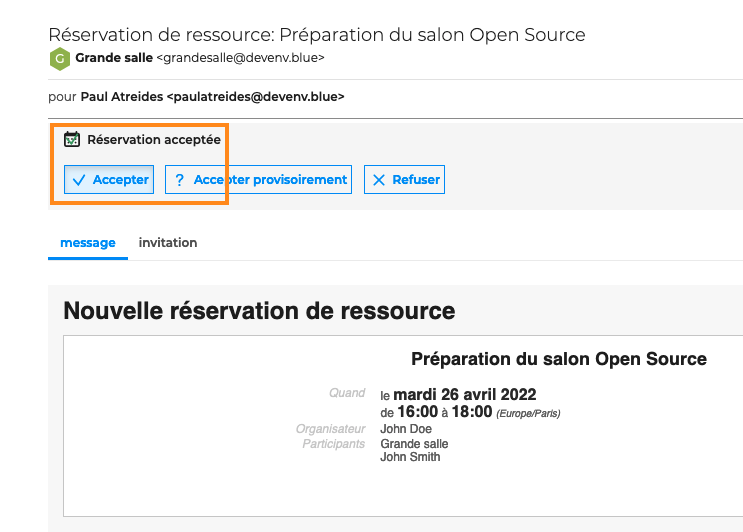 Réservation de ressource: Préparation du salon Open Source
G Grande salle <grandesalle@devenv.blue>
pour Paul Atreides <paulatreides@devenv.blue>
Réservation acceptée
Accepter ? Accepter provisoirement Refuser
message invitation
Nouvelle réservation de ressource
Préparation du salon Open Source
Quand le mardi 26 avril 2022
de 16:00 à 18:00 (Europe/Paris)
Organisateur John Doe
Participants Grande salle
John Smith